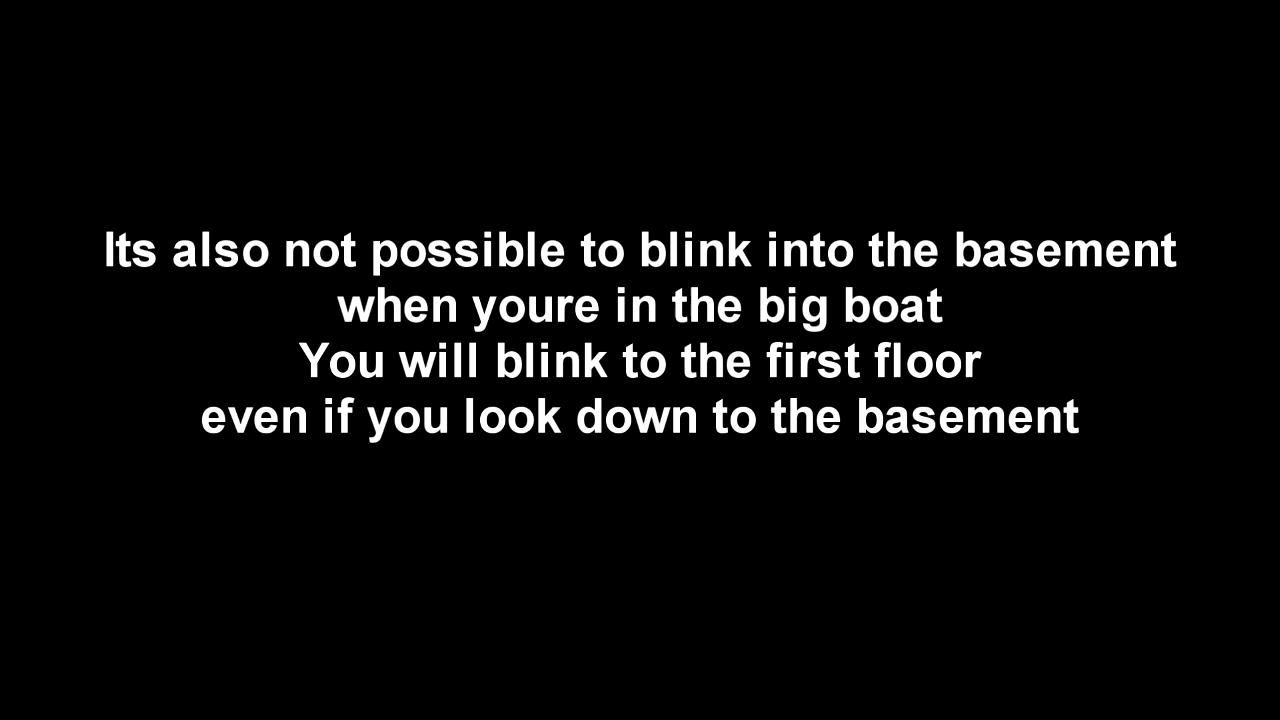 Its also not possible to blink into the basement
when youre in the big boat
You will blink to the first floor
even if you look down to the basement